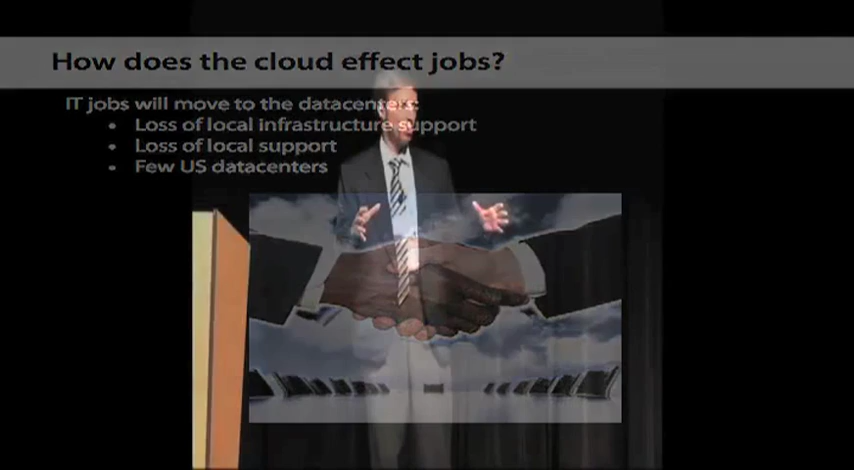 How does the cloud effect jobs?
IT jobs will move to the datacenters:
• Loss of local infrastructure support
• Loss of local support
• Few US datacenters